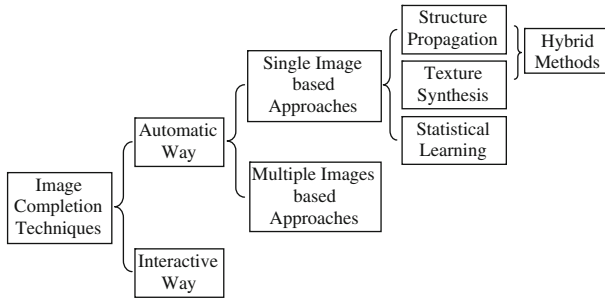 Image
Completion
Techniques
Automatic
Way
Interactive
Way
Single Image
based
Approaches
Multiple Images
based
Approaches
Structure
Propagation
Texture
Synthesis
Statistical
Learning
Hybrid
Methods